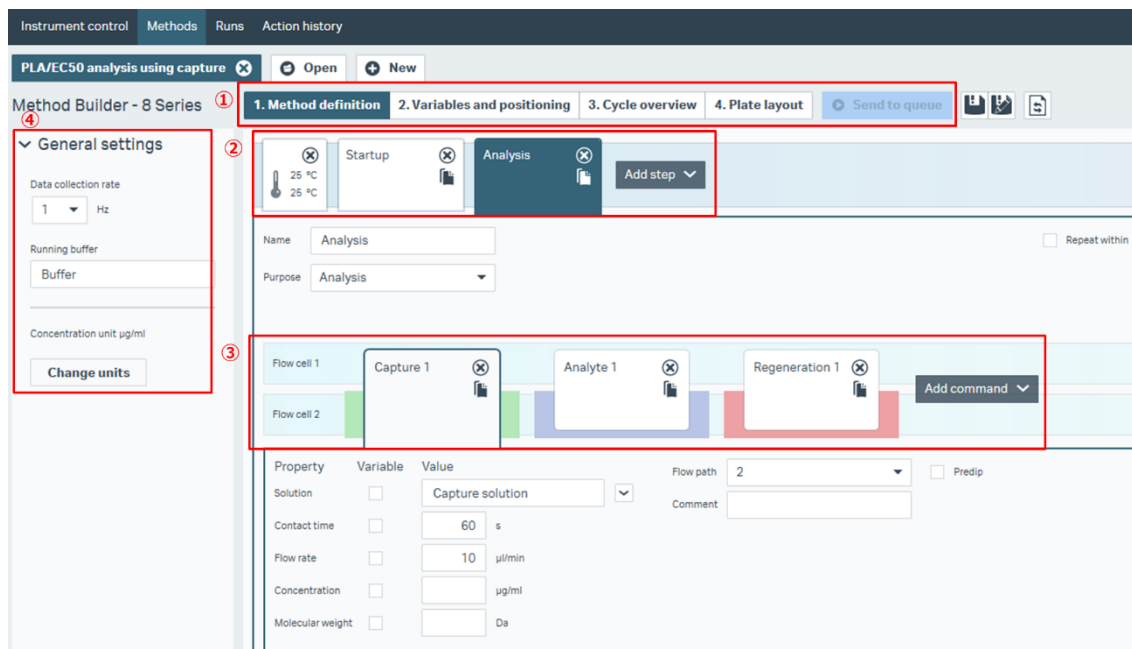 Instrument control Methods Runs Action history
PLA/EC50 analysis using capture Open New
Method Builder - 8 Series ① 1. Method definition 2. Variables and positioning 3. Cycle overview 4. Plate layout Send to queue
④
General settings
②
25 °C
25 °C
Startup
Analysis
Add step
Data collection rate
1 Hz
Running buffer
Buffer
Concentration unit µg/ml
Change units
Name Analysis
Repeat within
Purpose Analysis
③
Flow cell 1
Capture 1
Analyte 1
Regeneration 1
Add command
Flow cell 2
Property Variable Value
Flow path 2
Predip
Solution Capture solution
Comment
Contact time 60 s
Flow rate 10 µl/min
Concentration µg/ml
Molecular weight Da